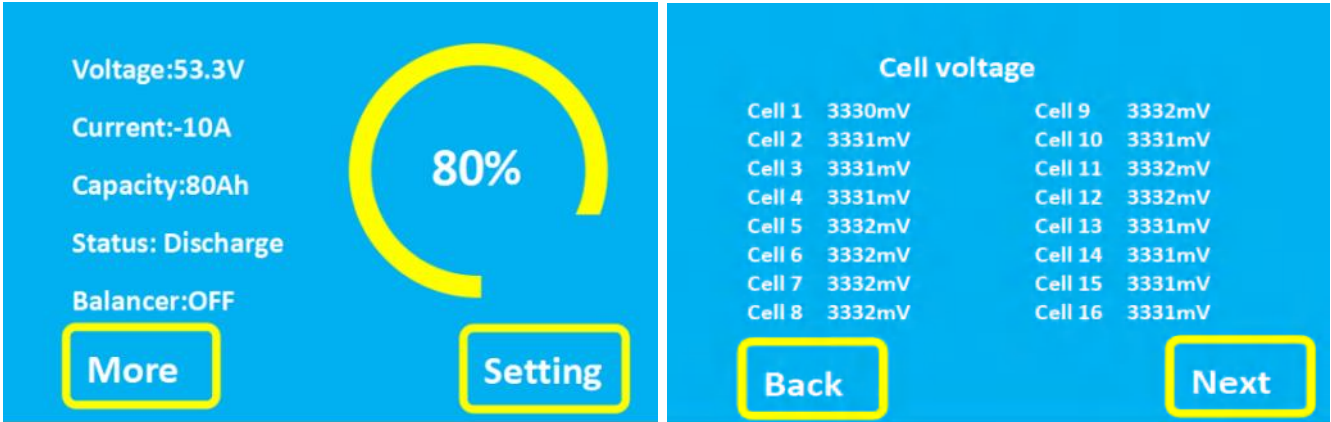 Voltage:53.3V
Current:-10A
Capacity:80Ah
Status: Discharge
Balancer:OFF
80%
More
Setting
Cell voltage
Cell 1 3330mV
Cell 2 3331mV
Cell 3 3331mV
Cell 4 3331mV
Cell 5 3332mV
Cell 6 3332mV
Cell 7 3332mV
Cell 8 3332mV
Cell 9 3332mV
Cell 10 3331mV
Cell 11 3332mV
Cell 12 3332mV
Cell 13 3331mV
Cell 14 3331mV
Cell 15 3331mV
Cell 16 3331mV
Back
Next